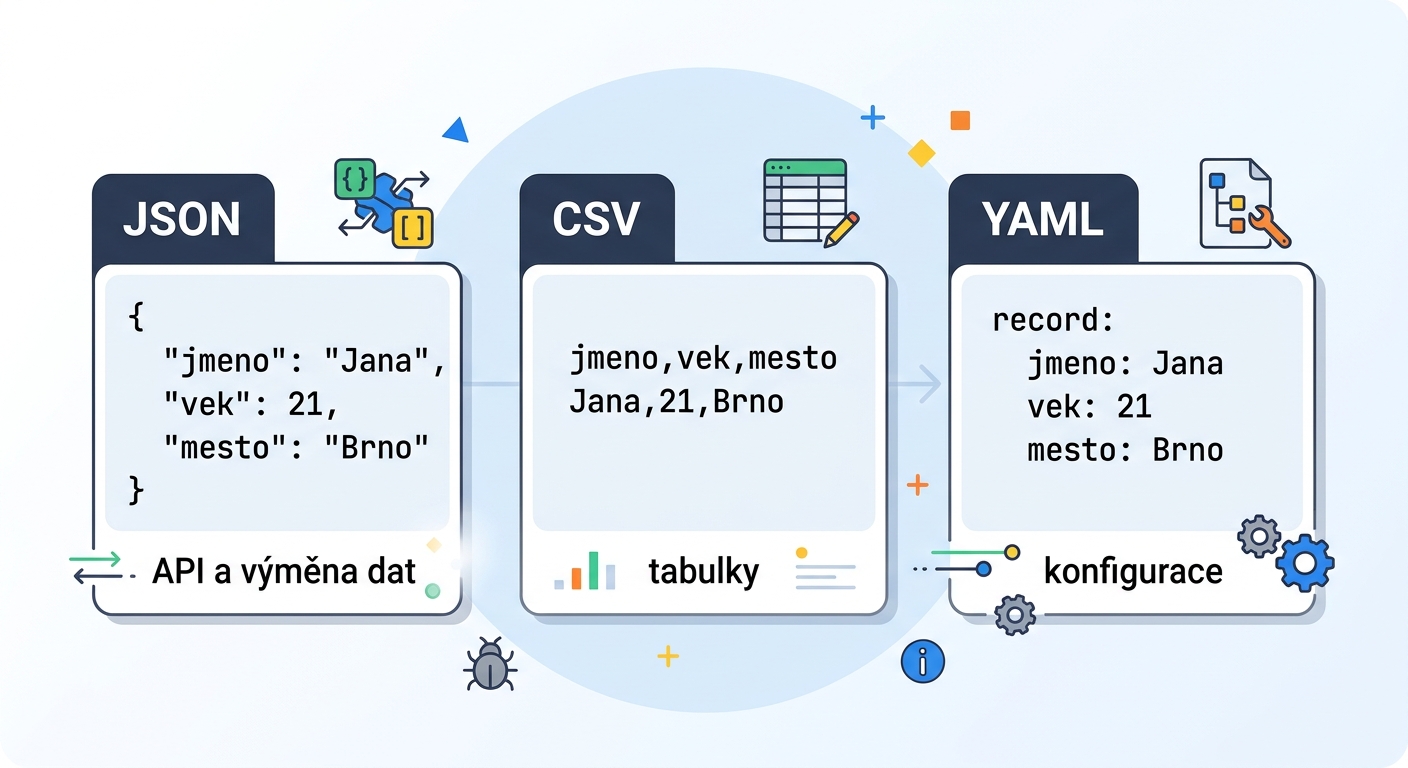 JSON
{
  "jmeno": "Jana",
  "vek": 21,
  "mesto": "Brno"
}
API a výměna dat
CSV
jmeno,vek,mesto
Jana,21,Brno
tabulky
YAML
record:
  jmeno: Jana
  vek: 21
  mesto: Brno
konfigurace